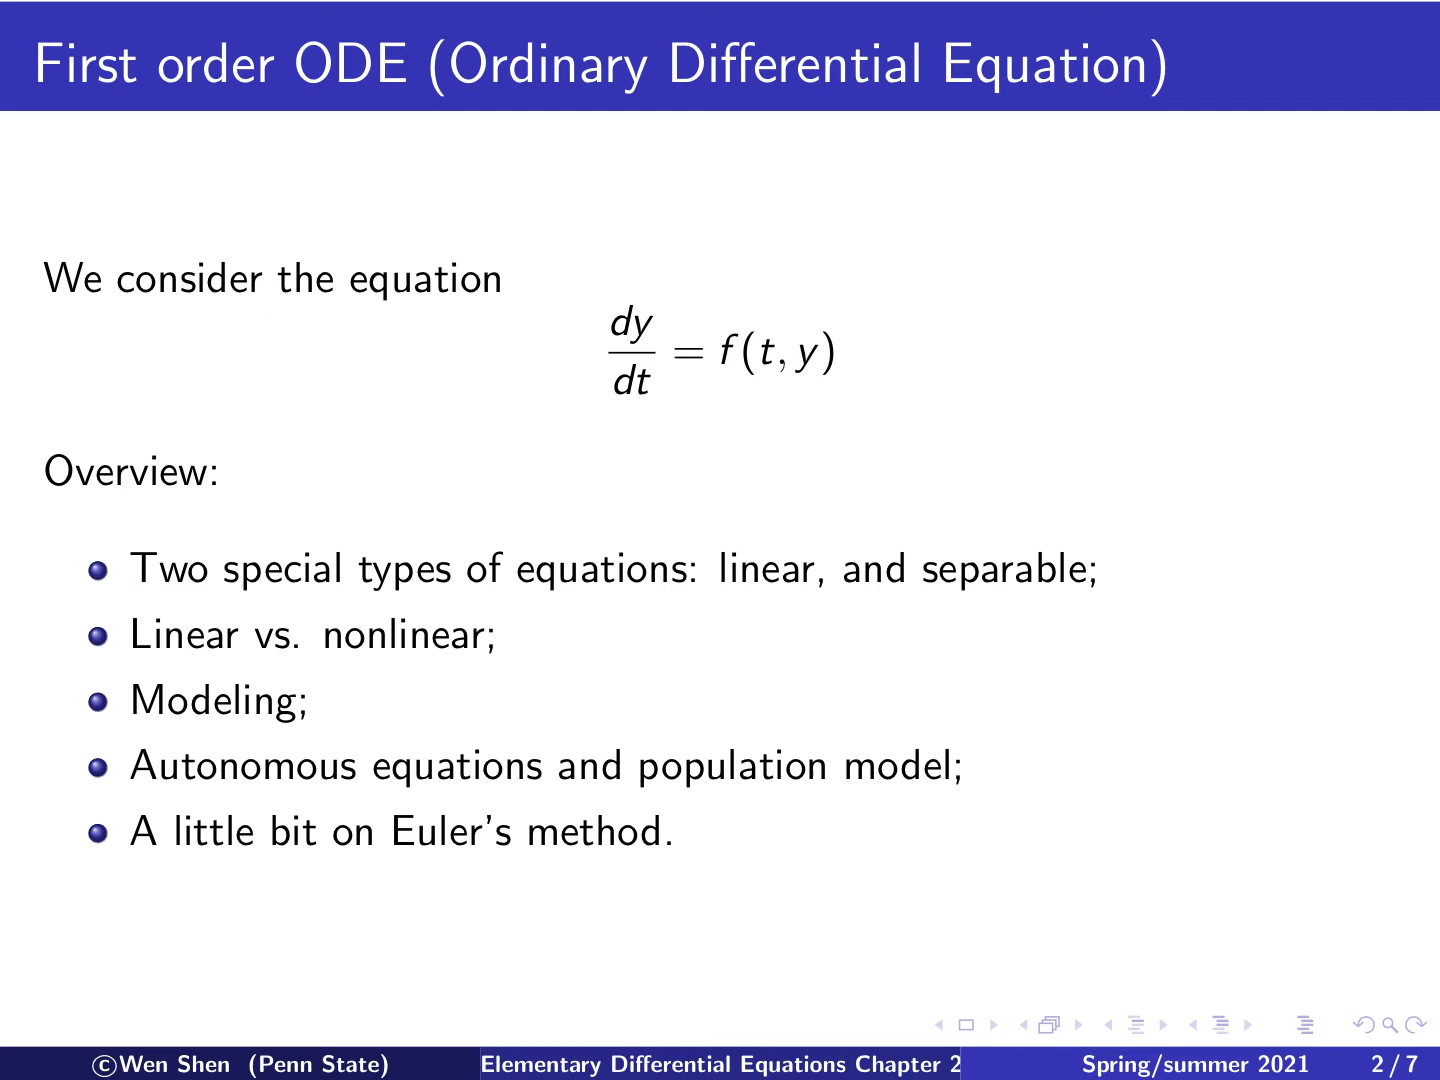 First order ODE (Ordinary Differential Equation)
We consider the equation
dy/dt = f(t, y)
Overview:
Two special types of equations: linear, and separable;
Linear vs. nonlinear;
Modeling;
Autonomous equations and population model;
A little bit on Euler's method.
©Wen Shen (Penn State) Elementary Differential Equations Chapter 2 Spring/summer 2021 2 / 7